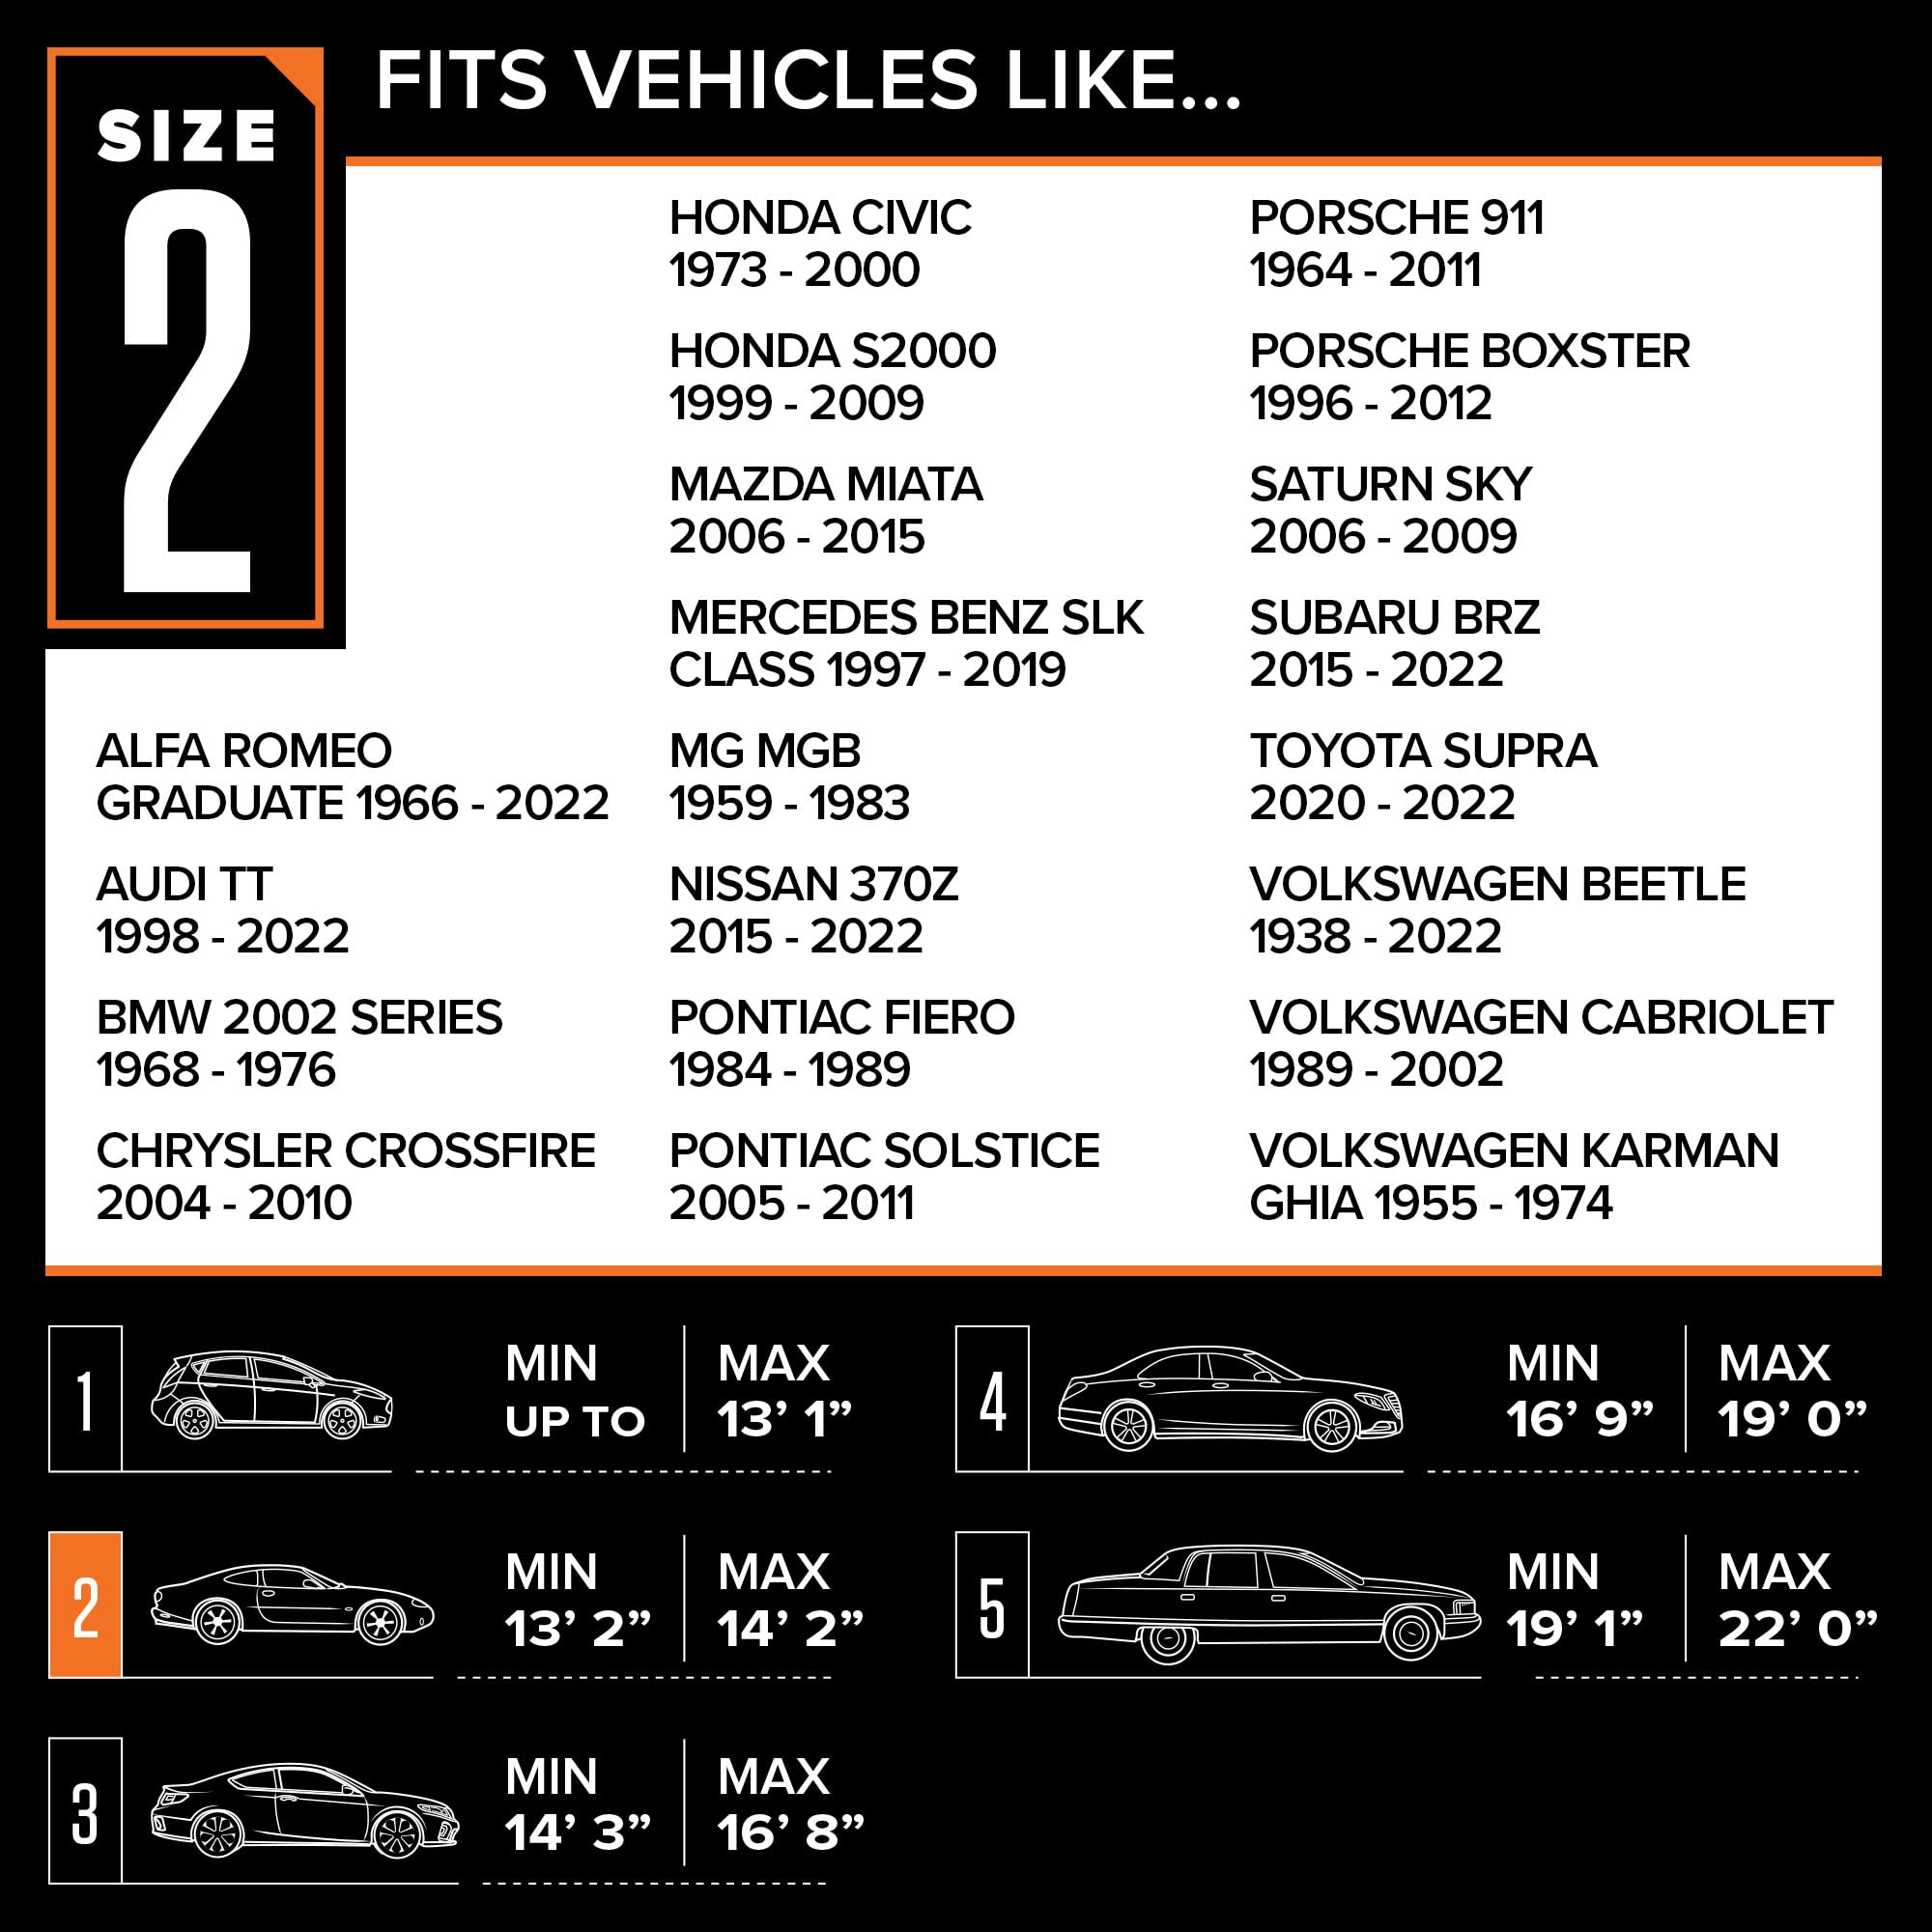 SIZE
2
FITS VEHICLES LIKE...
ALFA ROMEO
GRADUATE 1966 - 2022
AUDI TT
1998 - 2022
BMW 2002 SERIES
1968 - 1976
CHRYSLER CROSSFIRE
2004 - 2010
HONDA CIVIC
1973 - 2000
HONDA S2000
1999 - 2009
MAZDA MIATA
2006 - 2015
MERCEDES BENZ SLK
CLASS 1997 - 2019
MG MGB
1959 - 1983
NISSAN 370Z
2015 - 2022
PONTIAC FIERO
1984 - 1989
PONTIAC SOLSTICE
2005 - 2011
PORSCHE 911
1964 - 2011
PORSCHE BOXSTER
1996 - 2012
SATURN SKY
2006 - 2009
SUBARU BRZ
2015 - 2022
TOYOTA SUPRA
2020 - 2022
VOLKSWAGEN BEETLE
1938 - 2022
VOLKSWAGEN CABRIOLET
1989 - 2002
VOLKSWAGEN KARMAN
GHIA 1955 - 1974
1
MIN
UP TO
MAX
13’ 1”
2
MIN
13’ 2”
MAX
14’ 2”
3
MIN
14’ 3”
MAX
16’ 8”
4
MIN
16’ 9”
MAX
19’ 0”
5
MIN
19’ 1”
MAX
22’ 0”